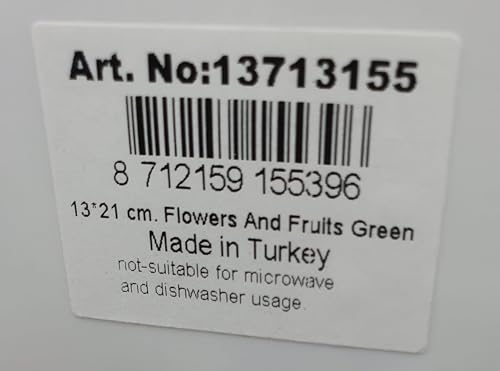 Art. No:13713155
8 712159 155396
13*21 cm. Flowers And Fruits Green
Made in Turkey
not-suitable for microwave
and dishwasher usage.